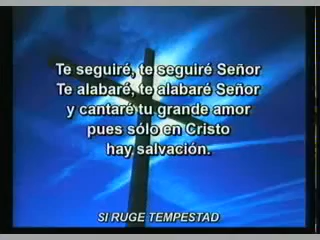 Te seguiré, te seguiré Señor
Te alabaré, te alabaré Señor
y cantaré tu grande amor
pues sólo en Cristo
hay salvación.
SI RUGE TEMPESTAD